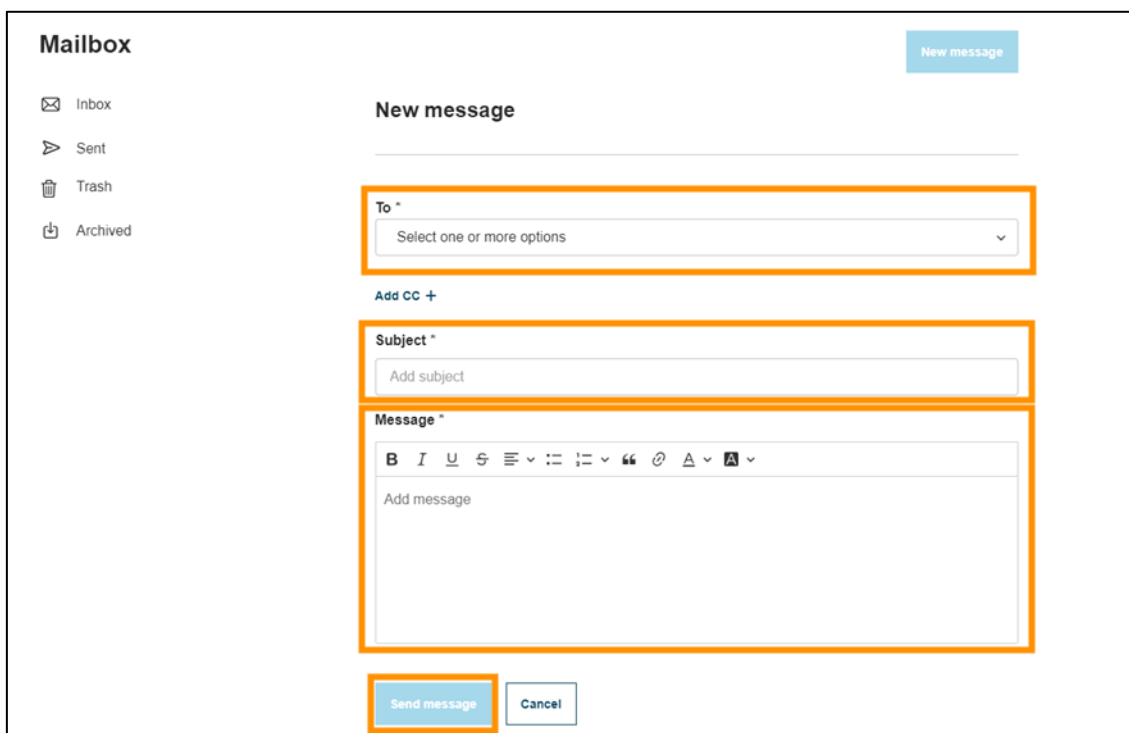 Mailbox
New message
Inbox
Sent
Trash
Archived
New message
To *
Select one or more options
Add CC +
Subject *
Add subject
Message *
B I U S A A
Add message
Send message
Cancel